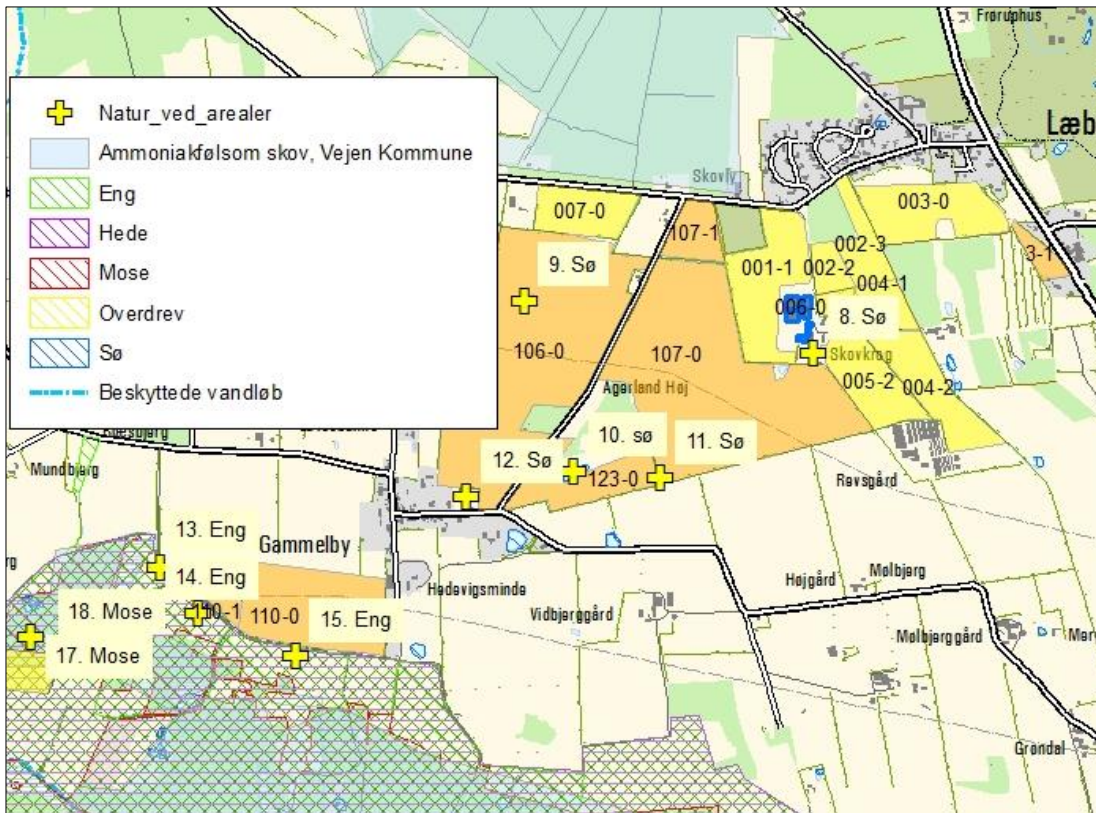 Frøruphus
Natur_ved_arealer
Ammoniakfølsom skov, Vejen Kommune
Eng
Hede
Mose
Overdrev
Sø
Beskyttede vandløb
Læb
Skovly
007-0
003-0
107-1
002-3
3-1
9. Sø
001-1
002-2
004-1
006-0
8. Sø
106-0
107-0
Skovkrog
005-2
004-2
Agerland Høj
10. sø
11. Sø
12. Sø
Mundbjerg
123-0
Ravsgård
13. Eng
Gammelby
14. Eng
Hedevigsminde
Højgård
Mølbjerg
18. Mose
110-1
110-0
15. Eng
Vidbjerggård
Mølbjerggård
17. Mose
Grøndal